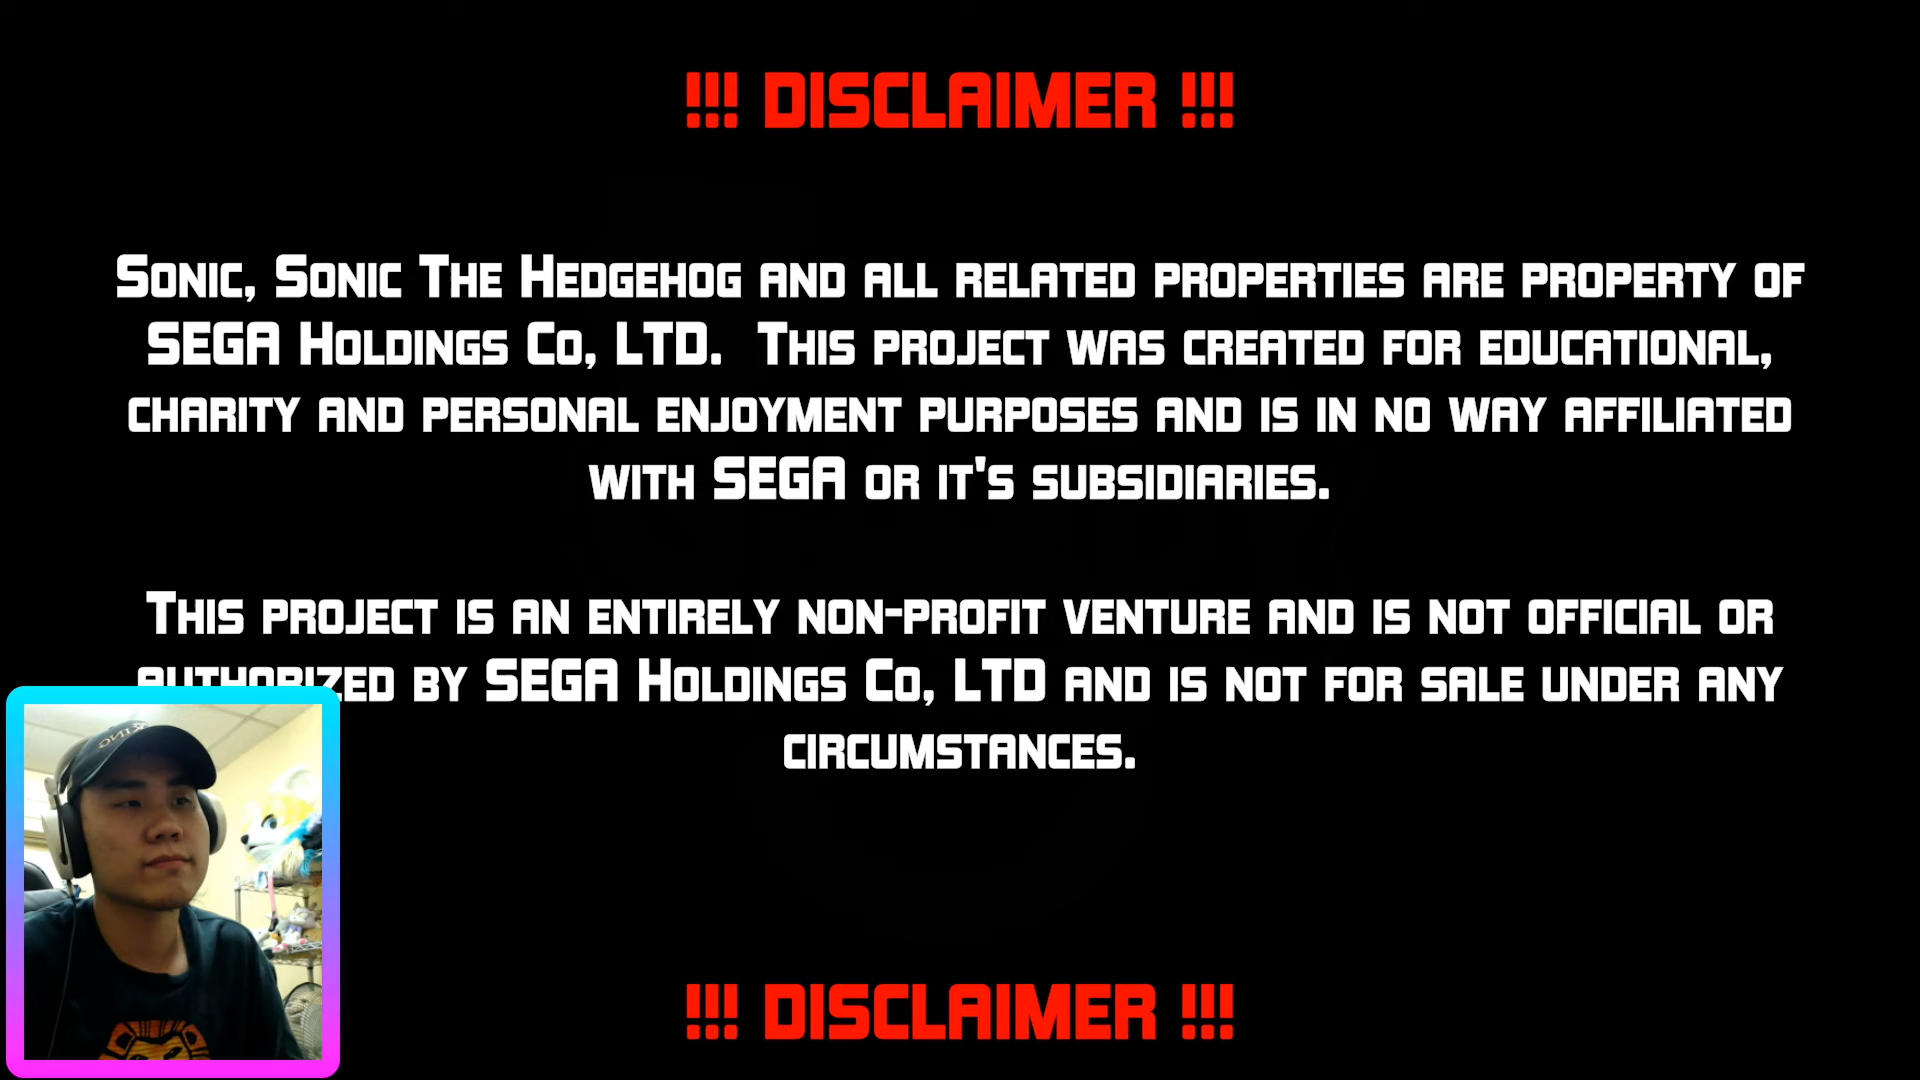 !!! DISCLAIMER !!!
Sonic, Sonic The Hedgehog and all related properties are property of
SEGA Holdings Co, LTD. This project was created for educational,
charity and personal enjoyment purposes and is in no way affiliated
with SEGA or it's subsidiaries.
This project is an entirely non-profit venture and is not official or
authorized by SEGA Holdings Co, LTD and is not for sale under any
circumstances.
!!! DISCLAIMER !!!